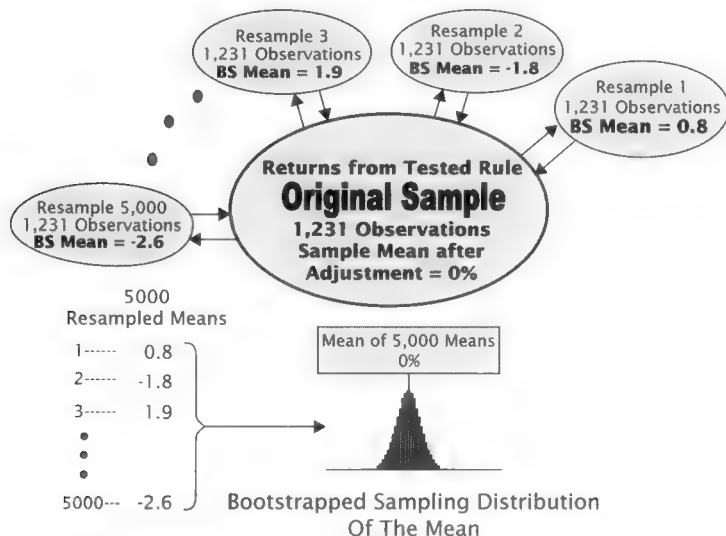 Resample 3
1,231 Observations
BS Mean = 1.9
Resample 2
1,231 Observations
BS Mean = -1.8
Resample 1
1,231 Observations
BS Mean = 0.8
Returns from Tested Rule
Original Sample
1,231 Observations
Sample Mean after
Adjustment = 0%
Resample 5,000
1,231 Observations
BS Mean = -2.6
5000
Resampled Means
1------ 0.8
2------ -1.8
3------ 1.9
5000--- -2.6
Mean of 5,000 Means
0%
Bootstrapped Sampling Distribution
Of The Mean